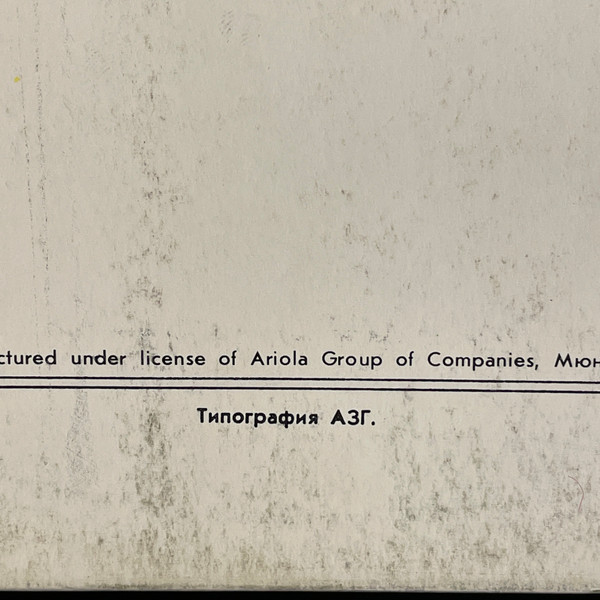 ctured under license of Ariola Group of Companies, Мюн
Типография АЗГ.